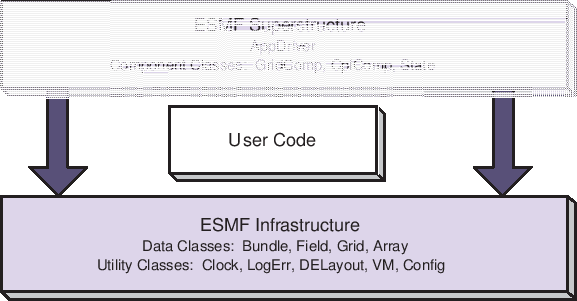 ESMF Superstructure
AppDriver
Component Classes: GridComp, CplComp, State
User Code
ESMF Infrastructure
Data Classes: Bundle, Field, Grid, Array
Utility Classes: Clock, LogErr, DELayout, VM, Config